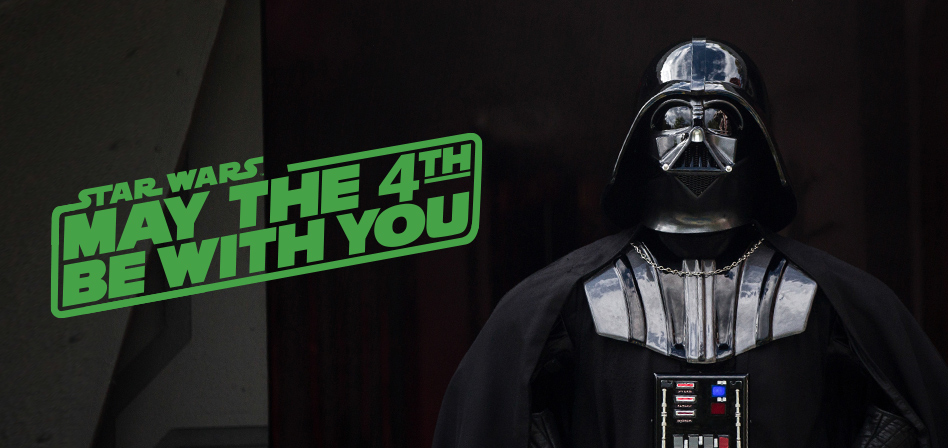 STAR WARS
MAY THE 4TH
BE WITH YOU